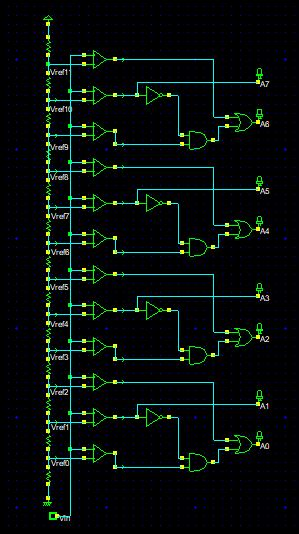 Vref11
A7
Vref10
A6
Vref9
Vref8
A5
Vref7
A4
Vref6
Vref5
A3
Vref4
A2
Vref3
Vref2
A1
Vref1
A0
Vref0
Vin